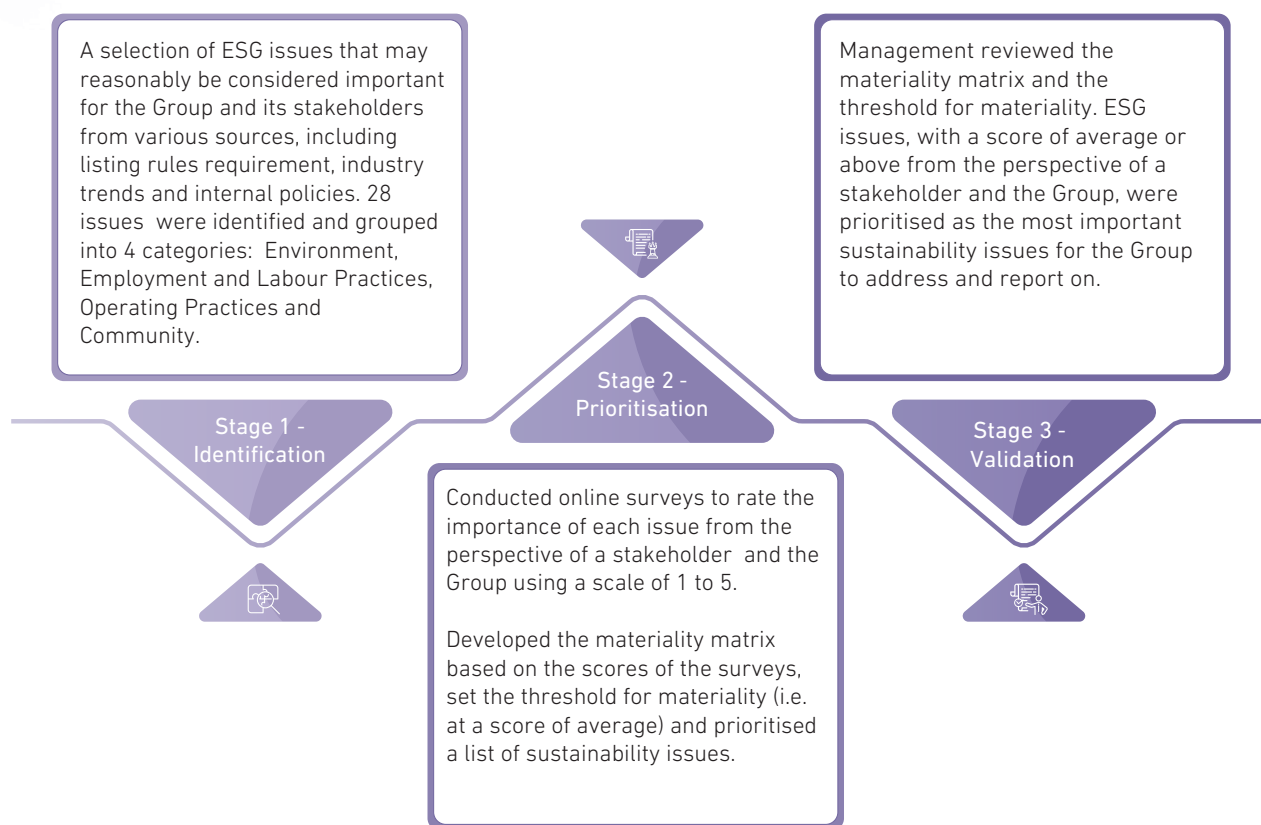 A selection of ESG issues that may
reasonably be considered important
for the Group and its stakeholders
from various sources, including
listing rules requirement, industry
trends and internal policies. 28
issues  were identified and grouped
into 4 categories:  Environment,
Employment and Labour Practices,
Operating Practices and
Community.
Stage 1 -
Identification
Stage 2 -
Prioritisation
Conducted online surveys to rate the
importance of each issue from the
perspective of a stakeholder  and the
Group using a scale of 1 to 5.
Developed the materiality matrix
based on the scores of the surveys,
set the threshold for materiality (i.e.
at a score of average) and prioritised
a list of sustainability issues.
Management reviewed the
materiality matrix and the
threshold for materiality. ESG
issues, with a score of average or
above from the perspective of a
stakeholder and the Group, were
prioritised as the most important
sustainability issues for the Group
to address and report on.
Stage 3 -
Validation